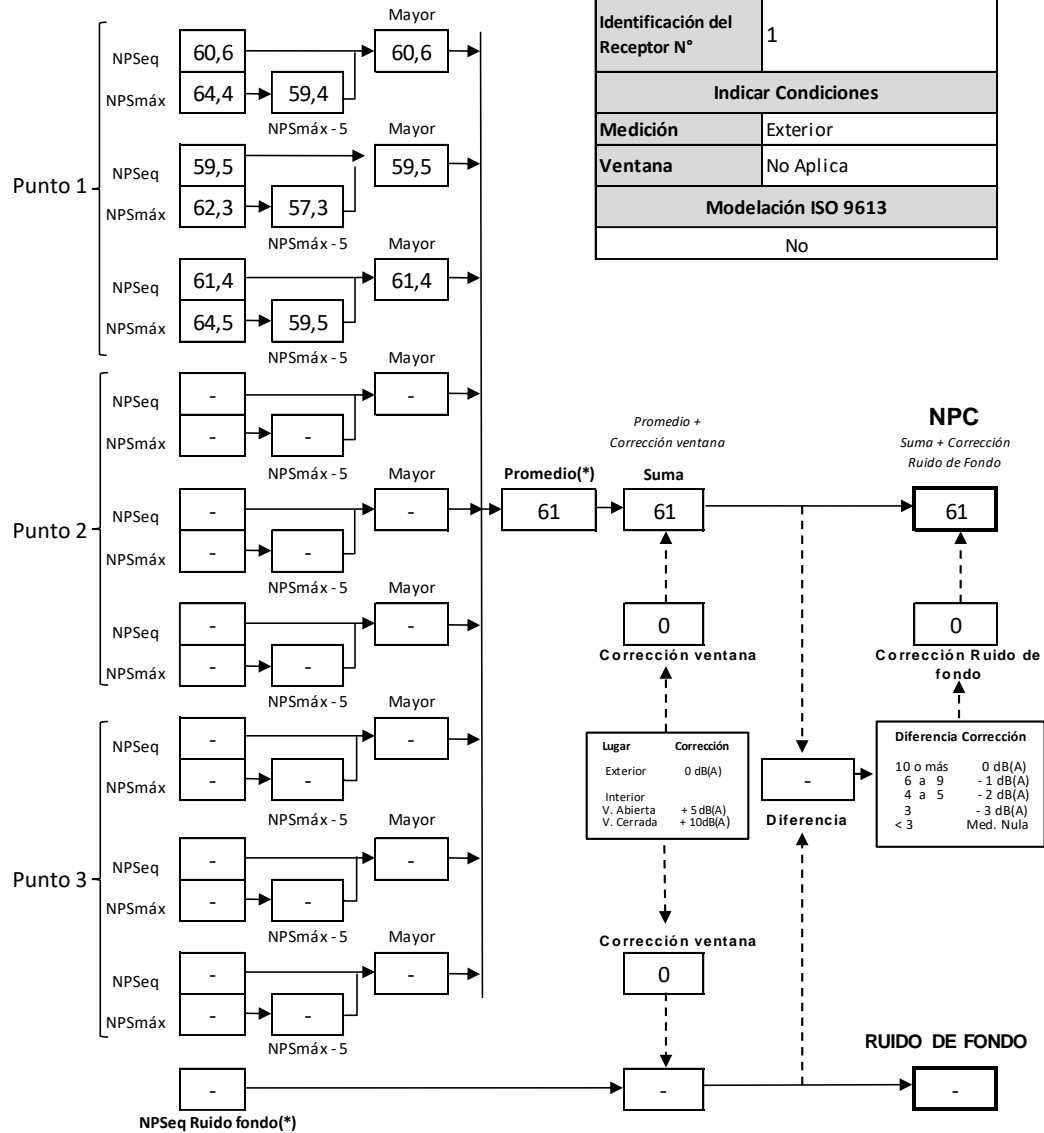 Identificación del Receptor N° 1
Indicar Condiciones
Medición Exterior
Ventana No Aplica
Modelación ISO 9613
No
Punto 1
Mayor
NPSeq 60,6 60,6
NPSmáx 64,4 59,4
NPSmáx - 5 Mayor
NPSeq 59,5 59,5
NPSmáx 62,3 57,3
NPSmáx - 5 Mayor
NPSeq 61,4 61,4
NPSmáx 64,5 59,5
NPSmáx - 5 Mayor
Punto 2
NPSeq - -
NPSmáx - -
NPSmáx - 5 Mayor
NPSeq - -
NPSmáx - -
NPSmáx - 5 Mayor
NPSeq - -
NPSmáx - -
NPSmáx - 5 Mayor
Punto 3
NPSeq - -
NPSmáx - -
NPSmáx - 5 Mayor
NPSeq - -
NPSmáx - -
NPSmáx - 5 Mayor
NPSeq - -
NPSmáx - -
NPSmáx - 5
-
NPSeq Ruido fondo(*)
Promedio(*)
61
Promedio +
Corrección ventana
Suma
61
0
Corrección ventana
Lugar Corrección
Exterior 0 dB(A)
Interior
V. Abierta + 5 dB(A)
V. Cerrada + 10dB(A)
Corrección ventana
0
-
-
Diferencia
NPC
Suma + Corrección
Ruido de Fondo
61
0
Corrección Ruido de
fondo
Diferencia Corrección
10 o más 0 dB(A)
6 a 9 - 1 dB(A)
4 a 5 - 2 dB(A)
3 - 3 dB(A)
< 3 Med. Nula
RUIDO DE FONDO
-